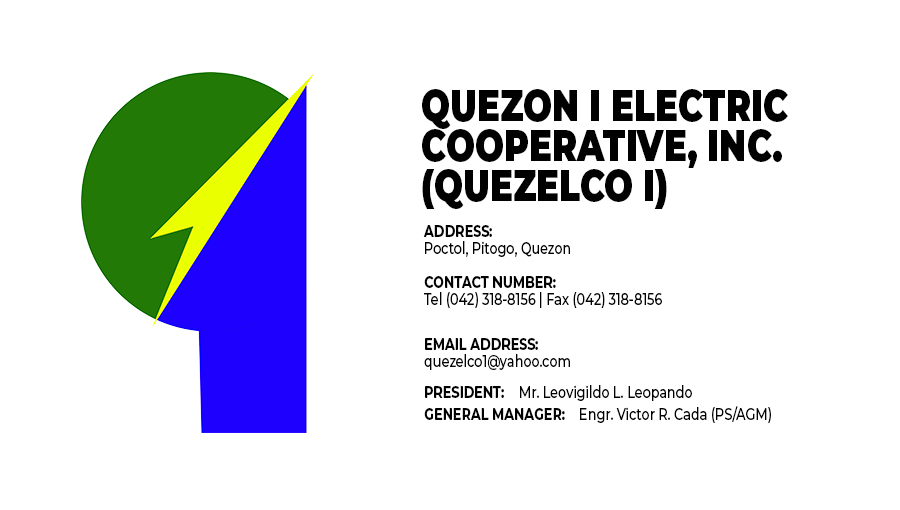 QUEZON I ELECTRIC
COOPERATIVE, INC.
(QUEZELCO I)
ADDRESS:
Poctol, Pitogo, Quezon
CONTACT NUMBER:
Tel (042) 318-8156 | Fax (042) 318-8156
EMAIL ADDRESS:
quezelco1@yahoo.com
PRESIDENT: Mr. Leovigildo L. Leopando
GENERAL MANAGER: Engr. Victor R. Cada (PS/AGM)